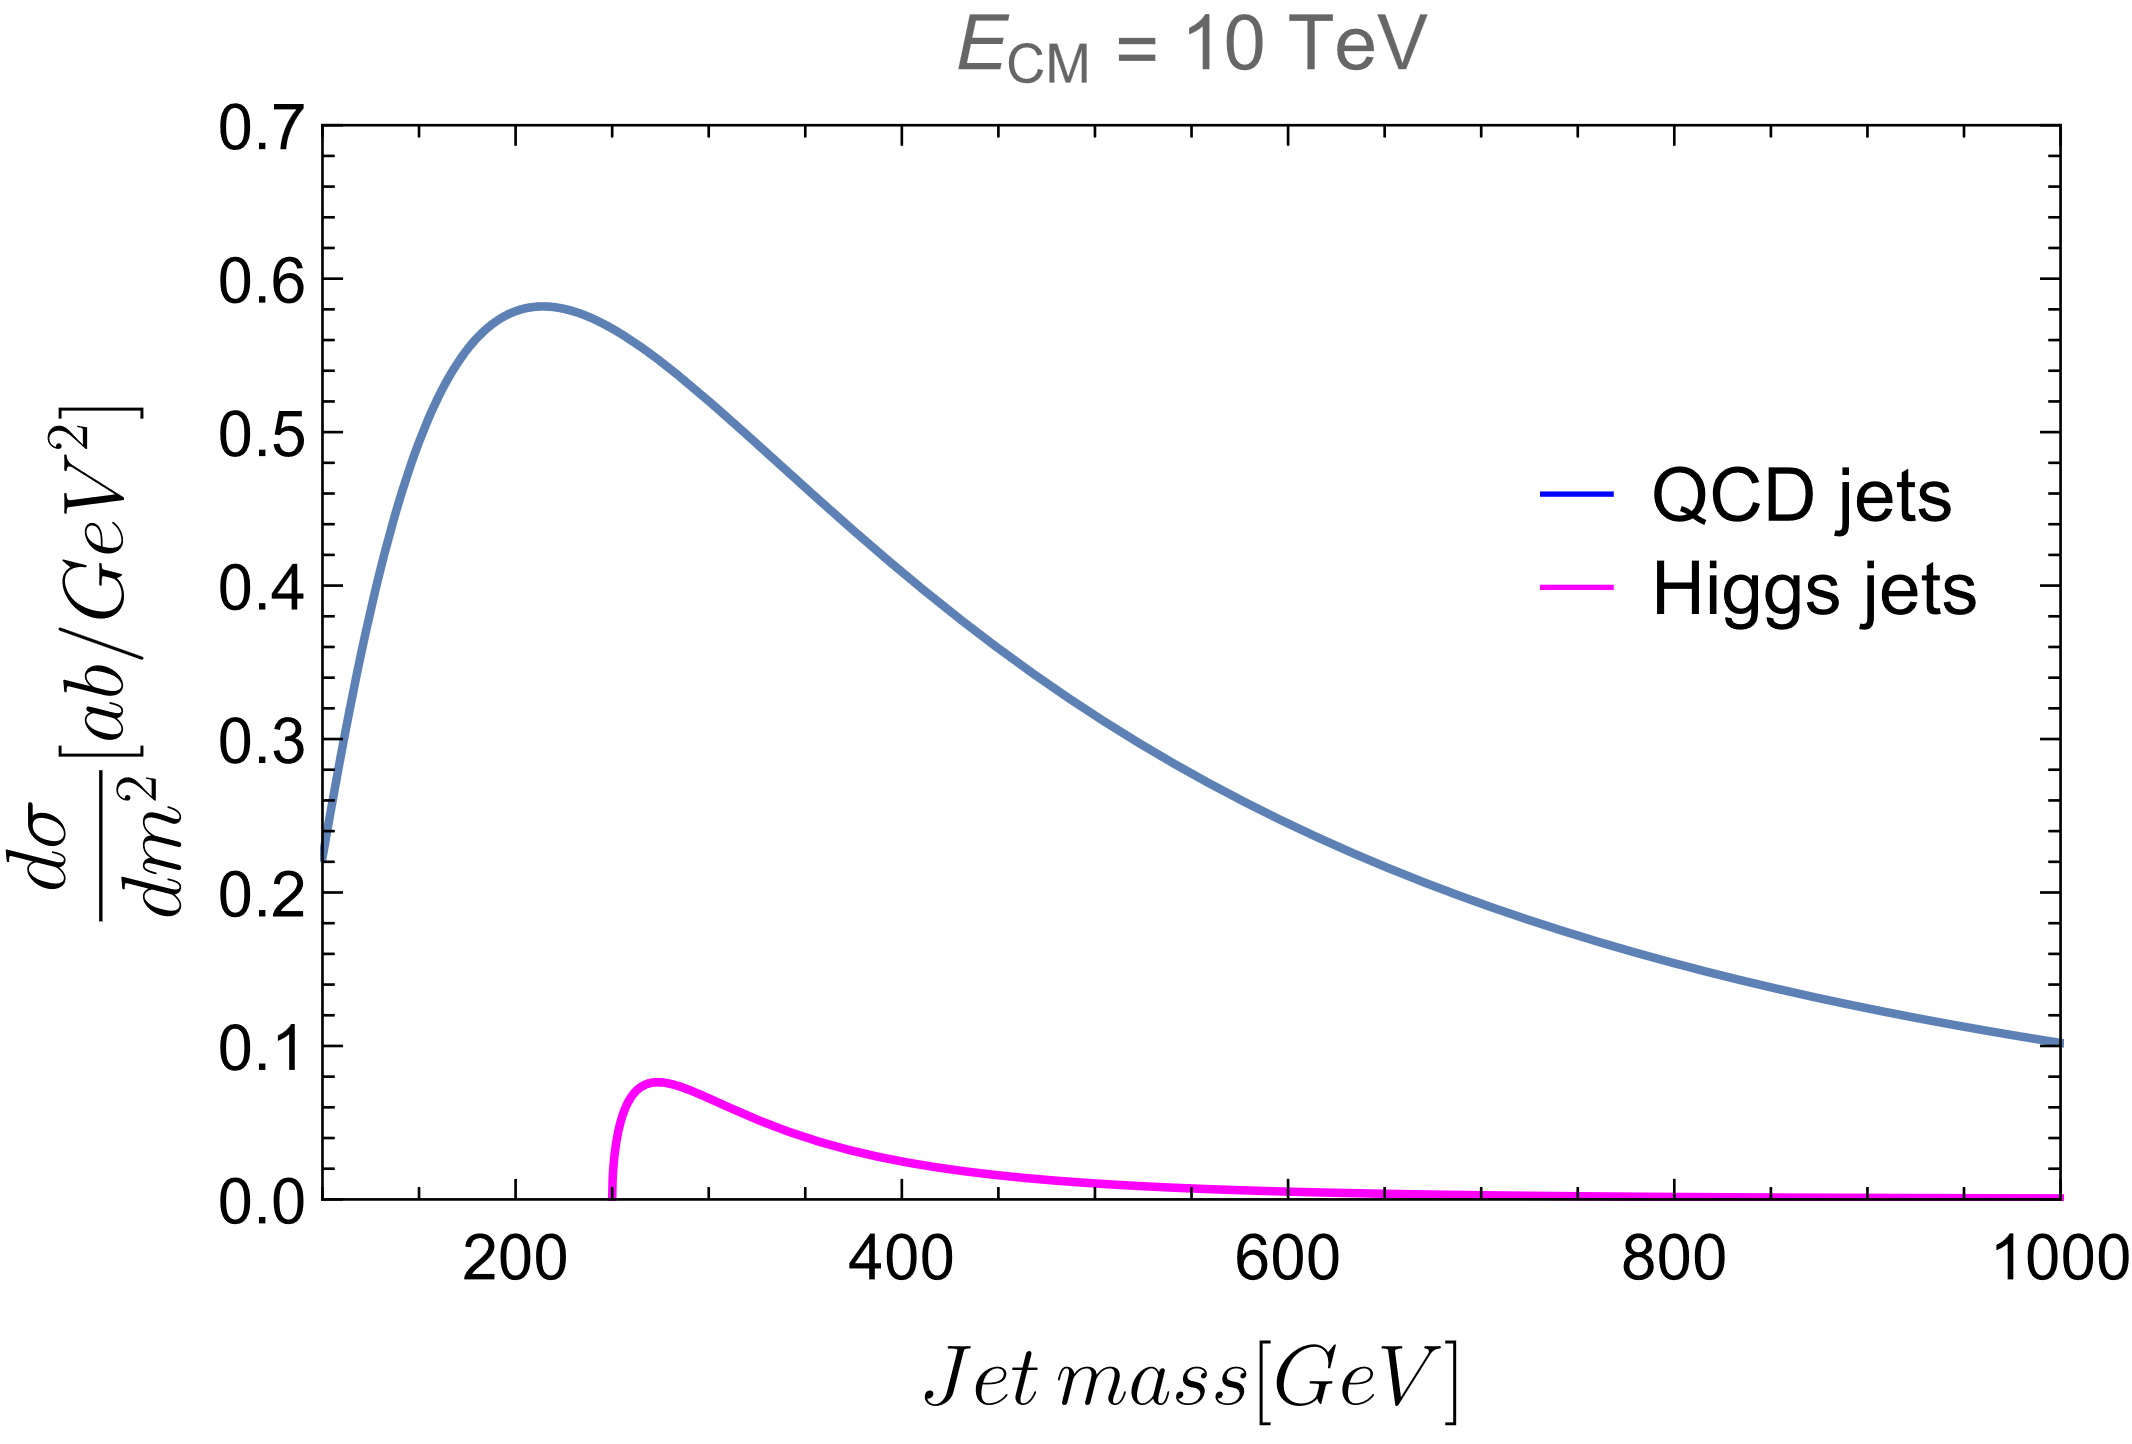 E_CM = 10 TeV
dσ/dm² [ab/GeV²]
0.7
0.6
0.5
0.4
0.3
0.2
0.1
0.0
QCD jets
Higgs jets
200 400 600 800 1000
Jet mass[GeV]